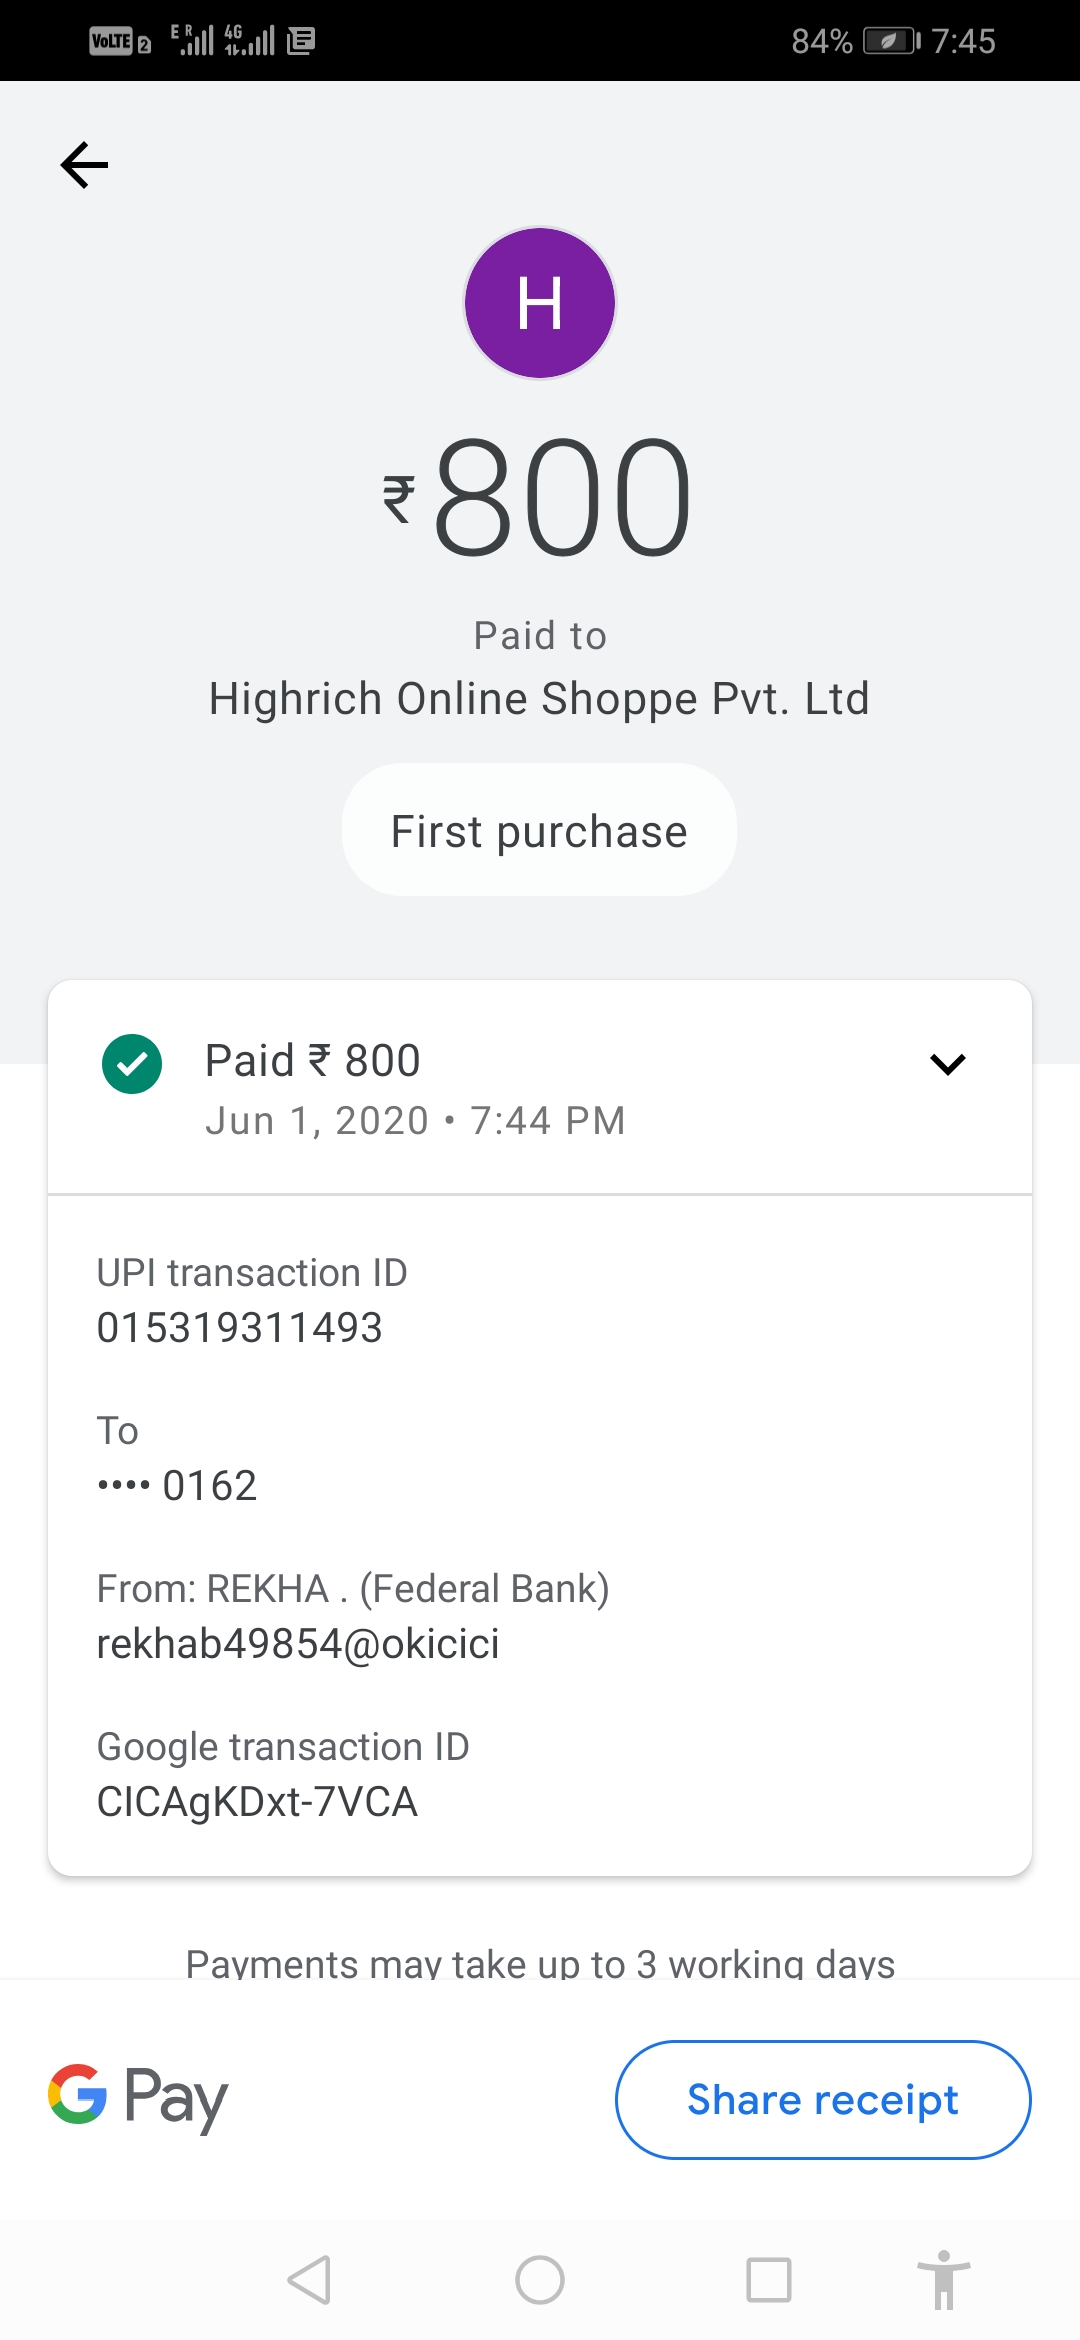 VoLTE 2 E R 4G 84% 7:45
H
₹800
Paid to
Highrich Online Shoppe Pvt. Ltd
First purchase
Paid ₹ 800
Jun 1, 2020 • 7:44 PM
UPI transaction ID
015319311493
To
•••• 0162
From: REKHA . (Federal Bank)
rekhab49854@okicici
Google transaction ID
CICAgKDxt-7VCA
Payments may take up to 3 working days
G Pay
Share receipt